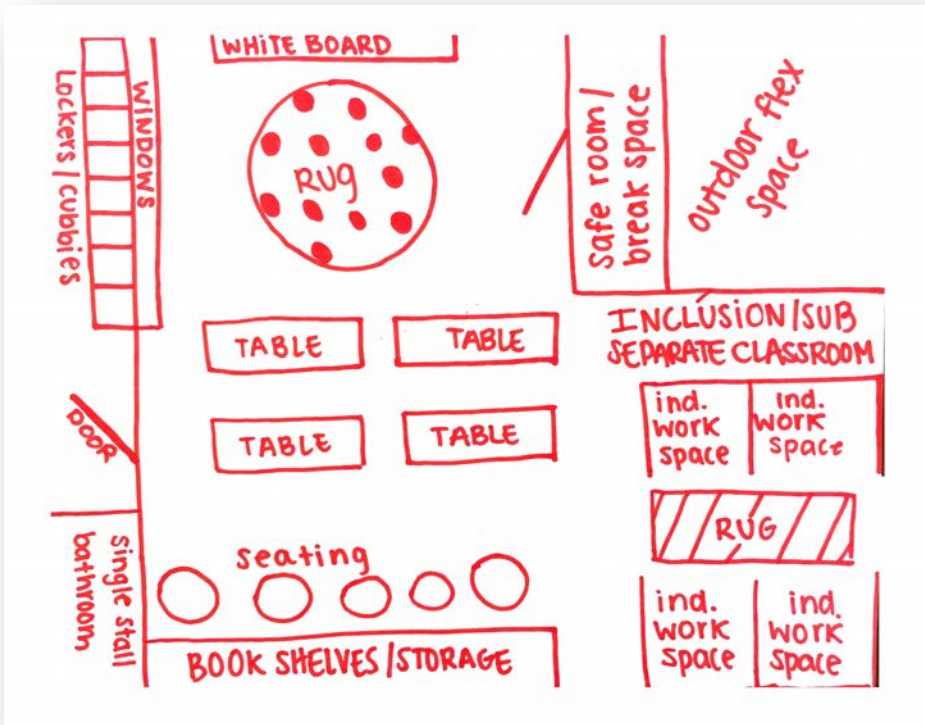 WHITE BOARD
Lockers / cubbies
WINDOWS
RUg
safe room /
break space
outdoor flex
space
TABLE
TABLE
INCLUSION/SUB
SEPARATE CLASSROOM
TABLE
TABLE
ind.
work
space
ind.
work
space
DOOR
RUG
single stall
bathroom
seating
ind.
work
space
ind.
work
space
BOOK SHELVES/STORAGE